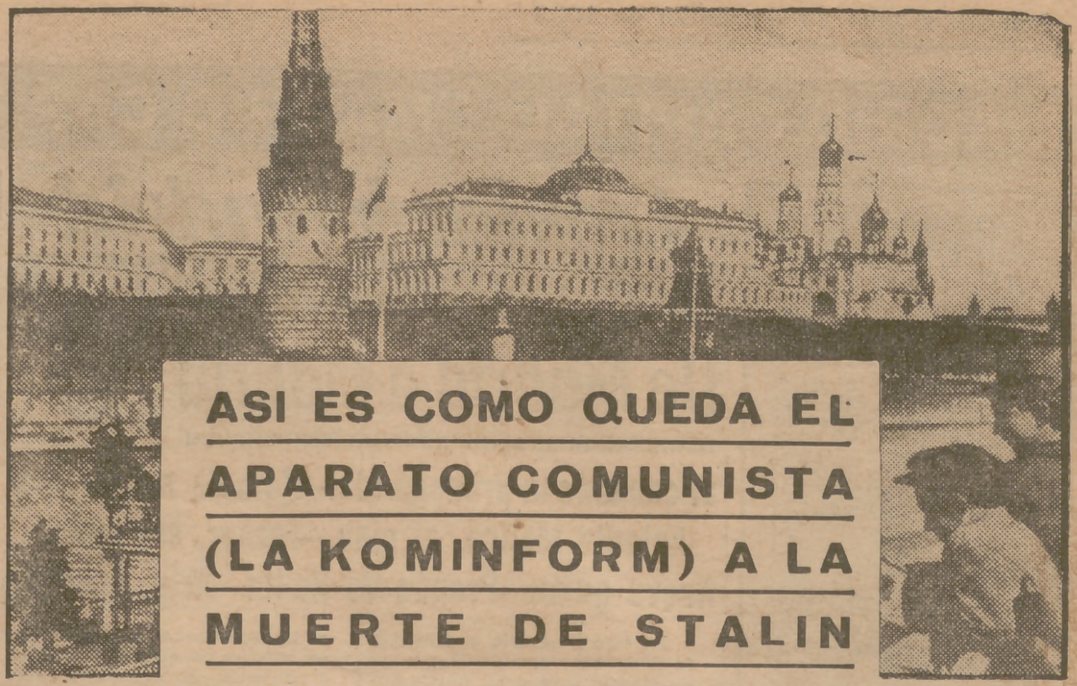 ASI ES COMO QUEDA EL
APARATO COMUNISTA
(LA KOMINFORM) A LA
MUERTE DE STALIN